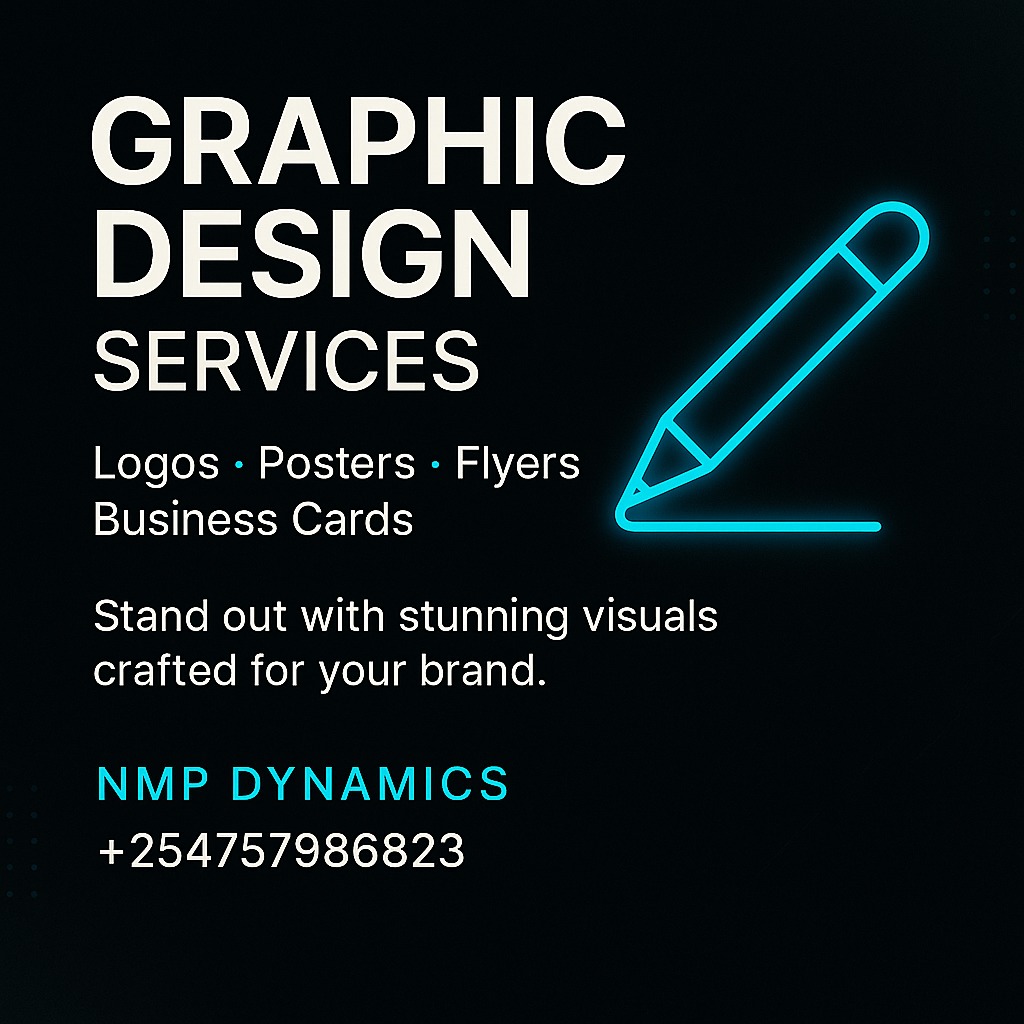 GRAPHIC
DESIGN
SERVICES
Logos · Posters · Flyers
Business Cards
Stand out with stunning visuals
crafted for your brand.
NMP DYNAMICS
+254757986823